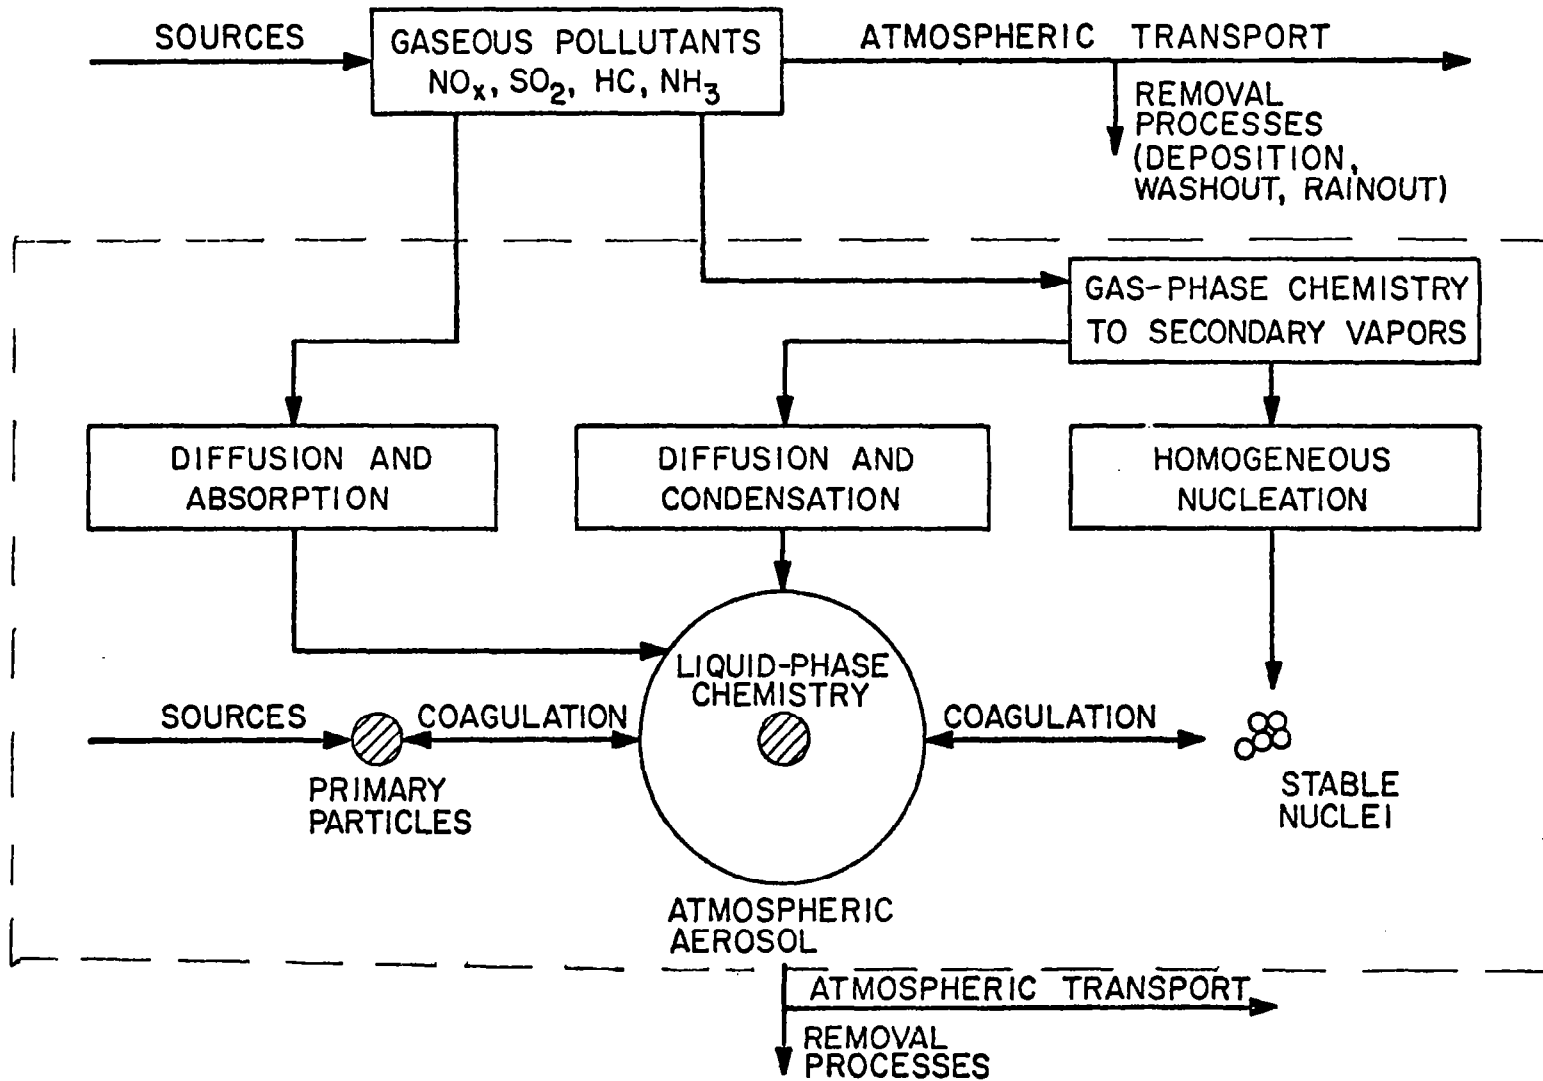 SOURCES
GASEOUS POLLUTANTS
NOx, SO2, HC, NH3
ATMOSPHERIC TRANSPORT
REMOVAL
PROCESSES
(DEPOSITION,
WASHOUT, RAINOUT)
GAS-PHASE CHEMISTRY
TO SECONDARY VAPORS
DIFFUSION AND
ABSORPTION
DIFFUSION AND
CONDENSATION
HOMOGENEOUS
NUCLEATION
LIQUID-PHASE
CHEMISTRY
SOURCES
COAGULATION
COAGULATION
PRIMARY
PARTICLES
STABLE
NUCLEI
ATMOSPHERIC
AEROSOL
ATMOSPHERIC TRANSPORT
REMOVAL
PROCESSES